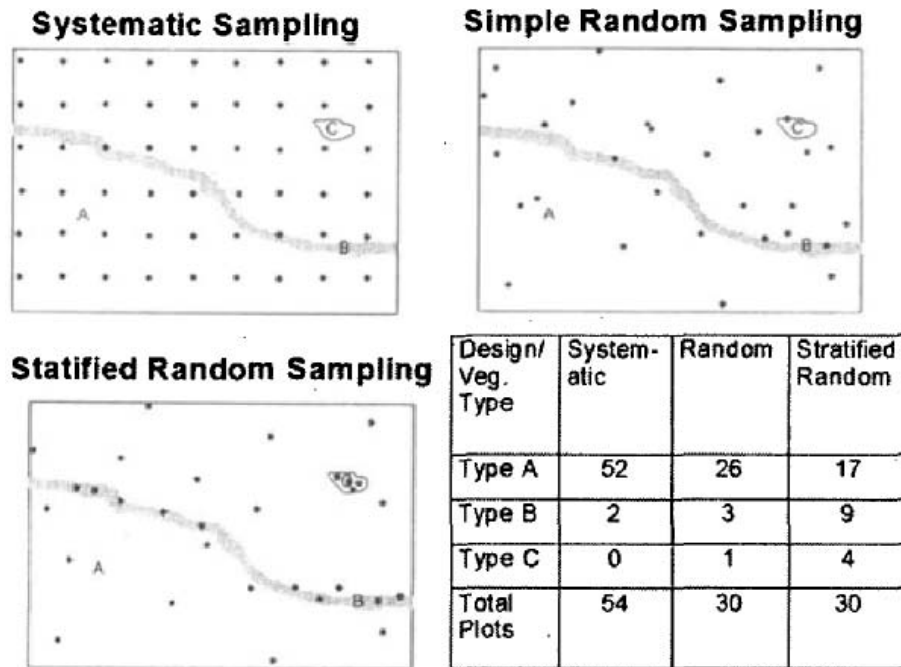 Systematic Sampling
C
A
B
Simple Random Sampling
C
A
B
Statified Random Sampling
C
A
B
Design/ Veg. Type
System-atic
Random
Stratified Random
Type A 52 26 17
Type B 2 3 9
Type C 0 1 4
Total Plots 54 30 30